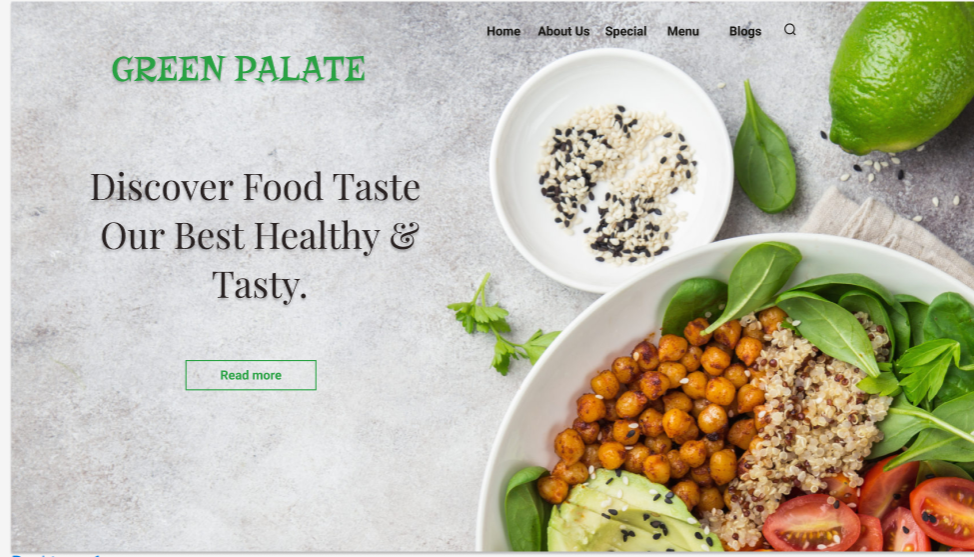 Home About Us Special Menu Blogs
GREEN PALATE
Discover Food Taste
Our Best Healthy &
Tasty.
Read more